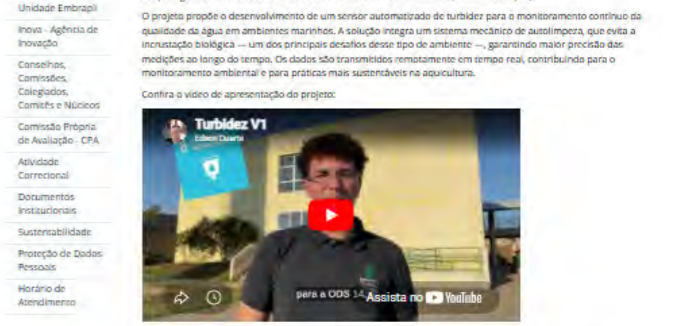 Unidade Embrapii
Inova - Agência de
Inovação
Conselhos,
Comissões,
Colegiados,
Comitês e Núcleos
Comissão Própria
de Avaliação - CPA
Atividade
Correcional
Documentos
Institucionais
Sustentabilidade
Proteção de Dados
Pessoais
Horário de
Atendimento
O projeto propõe o desenvolvimento de um sensor automatizado de turbidez para o monitoramento contínuo da
qualidade da água em ambientes marinhos. A solução integra um sistema mecânico de autolimpeza, que evita a
incrustação biológica — um dos principais desafios desse tipo de ambiente —, garantindo maior precisão das
medições ao longo do tempo. Os dados são transmitidos remotamente em tempo real, contribuindo para o
monitoramento ambiental e para práticas mais sustentáveis na aquicultura.
Confira o vídeo de apresentação do projeto:
Turbidez V1
Edson Duarte
para a ODS 14,
Assista no YouTube